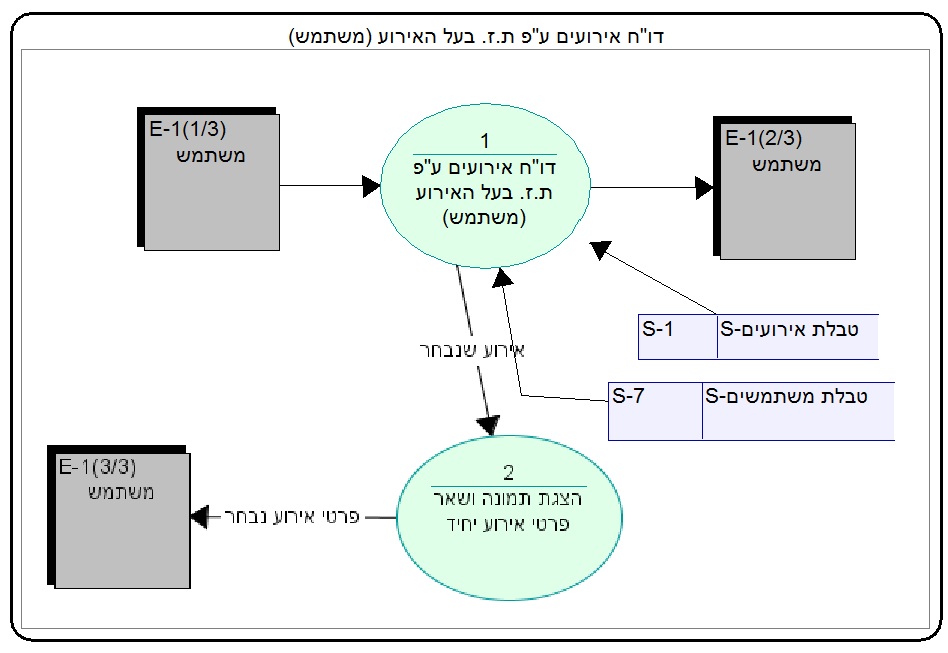 דו"ח אירועים ע"פ ת.ז. בעל האירוע (משתמש)
E-1(1/3)
משתמש
1
דו"ח אירועים ע"פ
ת.ז. בעל האירוע
(משתמש)
E-1(2/3)
משתמש
S-1
טבלת אירועים-S
אירוע שנבחר
S-7
טבלת משתמשים-S
E-1(3/3)
משתמש
פרטי אירוע נבחר
2
הצגת תמונה ושאר
פרטי אירוע יחיד